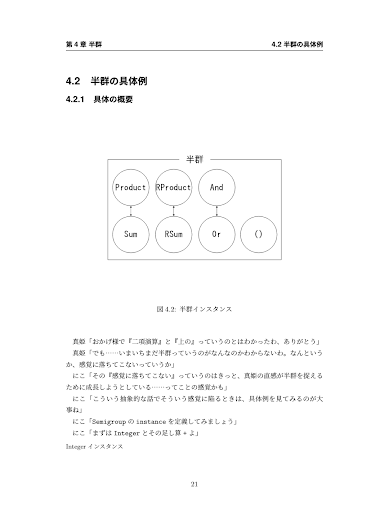 第 4 章 半群
4.2 半群の具体例
4.2 半群の具体例
4.2.1 具体の概要
半群
Product RProduct And
Sum RSum Or ()
図 4.2: 半群インスタンス
真姫「おかげ様で『二項演算』と『上の』っていうのとはわかったわ、ありがとう」
真姫「でも……いまいちまだ半群っていうのがなんなのかわからないわ。なんという
か、感覚に落ちてこないっていうか」
にこ「その『感覚に落ちてこない』っていうのはきっと、真姫の直感が半群を捉える
ために成長しようとしている……ってことの感覚かも」
にこ「こういう抽象的な話でそういう感覚に陥るときは、具体例を見てみるのが大
事ね」
にこ「Semigroup の instance を定義してみましょう」
にこ「まずは Integer とその足し算 + よ」
Integer インスタンス
21